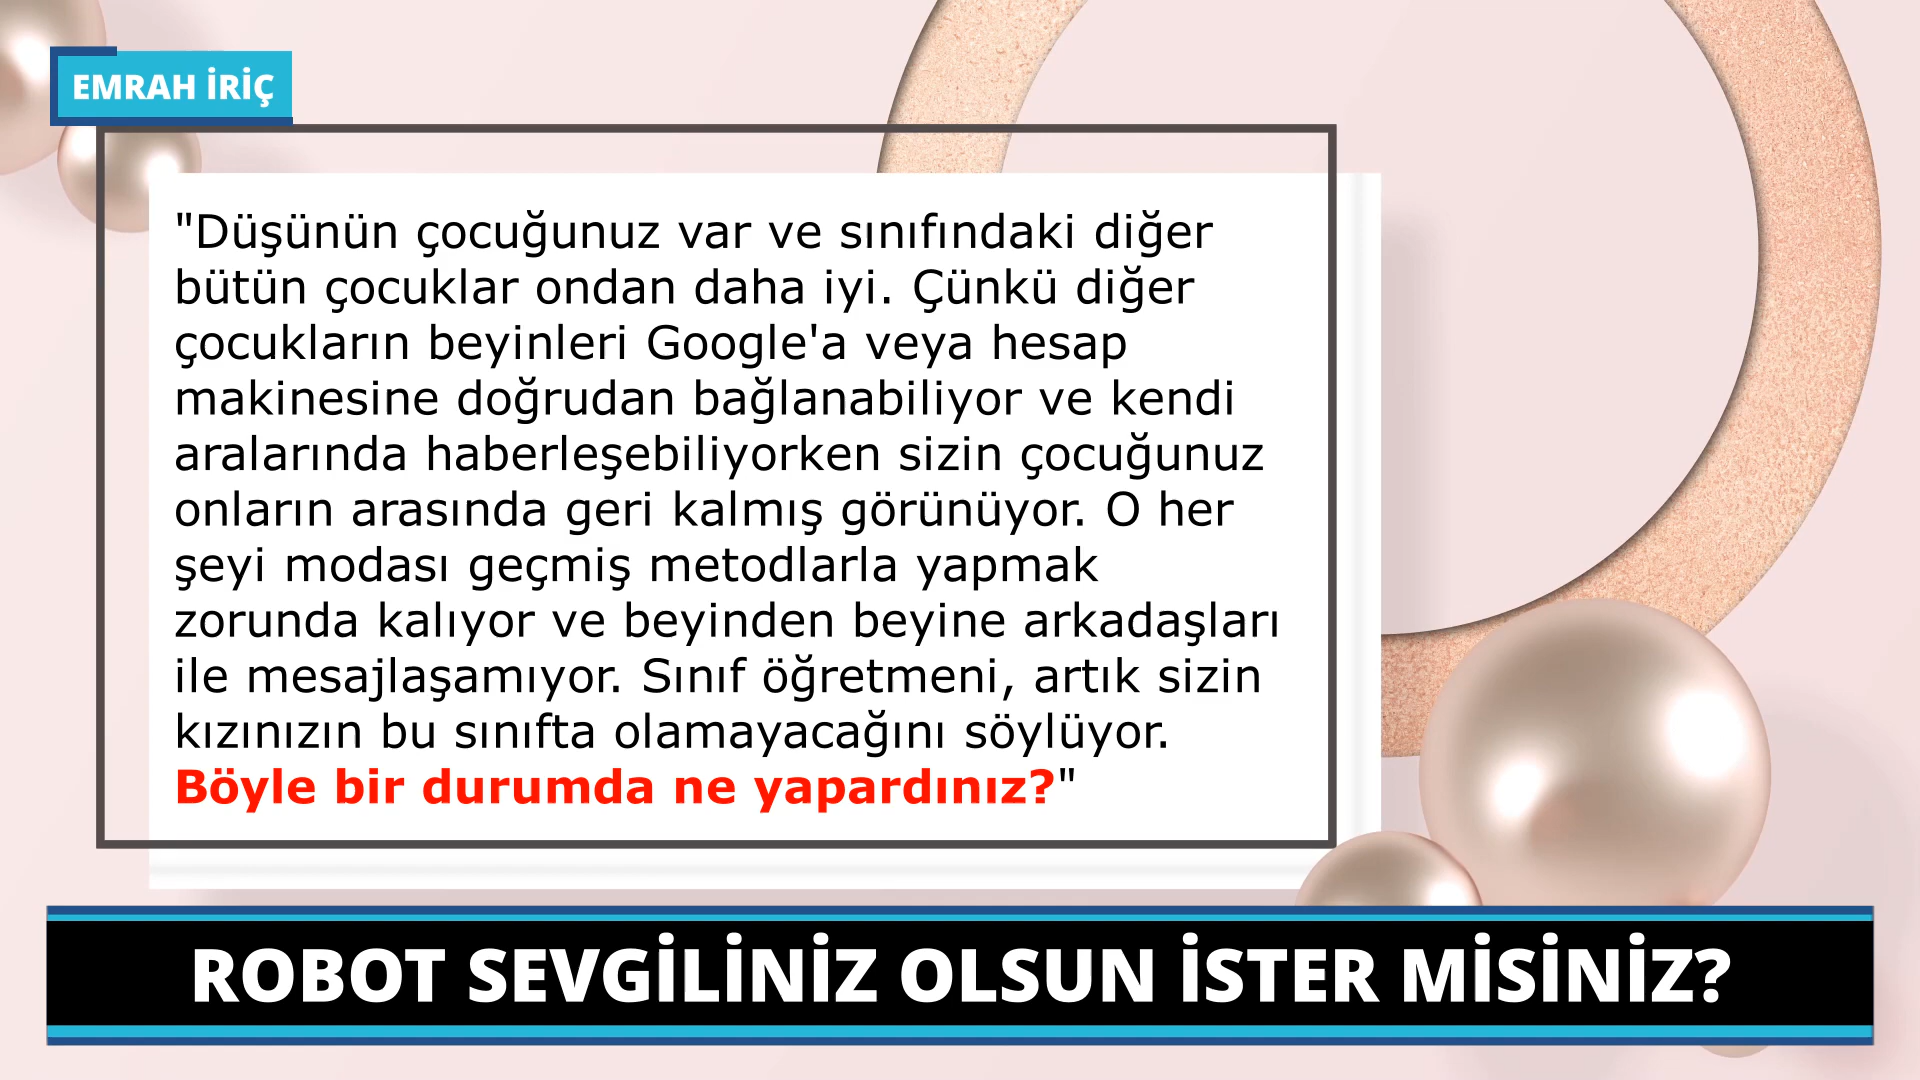 EMRAH İRİÇ
"Düşünün çocuğunuz var ve sınıfındaki diğer
bütün çocuklar ondan daha iyi. Çünkü diğer
çocukların beyinleri Google'a veya hesap
makinesine doğrudan bağlanabiliyor ve kendi
aralarında haberleşebiliyorken sizin çocuğunuz
onların arasında geri kalmış görünüyor. O her
şeyi modası geçmiş metodlarla yapmak
zorunda kalıyor ve beyinden beyine arkadaşları
ile mesajlaşamıyor. Sınıf öğretmeni, artık sizin
kızınızın bu sınıfta olamayacağını söylüyor.
Böyle bir durumda ne yapardınız?"
ROBOT SEVGİLİNİZ OLSUN İSTER MİSİNİZ?